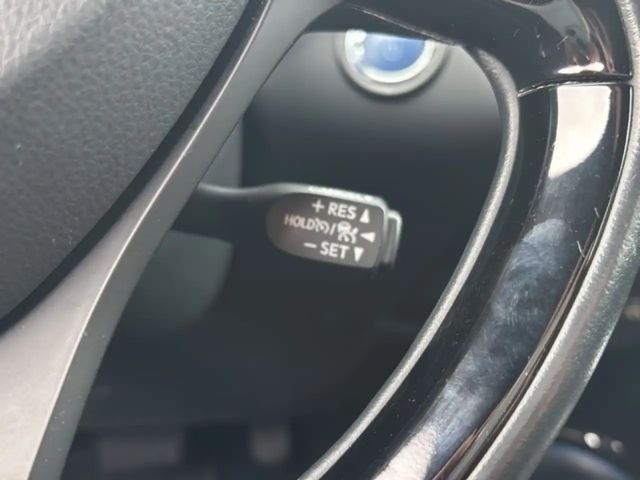 + RES ▲
HOLD / ◀
− SET ▼